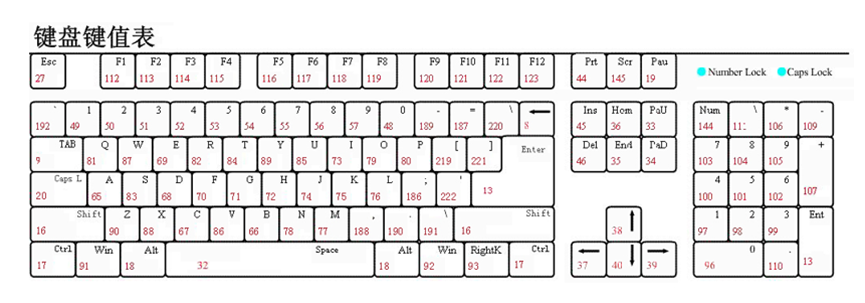 键盘键值表
Esc F1 F2 F3 F4 F5 F6 F7 F8 F9 F10 F11 F12 Prt Scr Pau
27 112 113 114 115 116 117 118 119 120 121 122 123 44 145 19
Number Lock Caps Lock
` 1 2 3 4 5 6 7 8 9 0 - = \ Ins Hom PaU Num \ * -
192 49 50 51 52 53 54 55 56 57 48 189 187 220 8 45 36 33 144 111 106 109
TAB Q W E R T Y U I O P [ ] Enter Del End PaD 7 8 9 +
9 81 87 69 82 84 89 85 73 79 80 219 221 46 35 34 103 104 105
Caps L A S D F G H J K L ; ' 4 5 6
20 65 83 68 70 71 72 74 75 76 186 222 13 100 101 102 107
Shift Z X C V B N M , . \ Shift 1 2 3 Ent
16 90 88 67 86 66 78 77 188 190 191 16 38 97 98 99
Ctrl Win Alt Space Alt Win RightK Ctrl 0 .
17 91 18 32 18 92 93 17 37 40 39 96 110 13